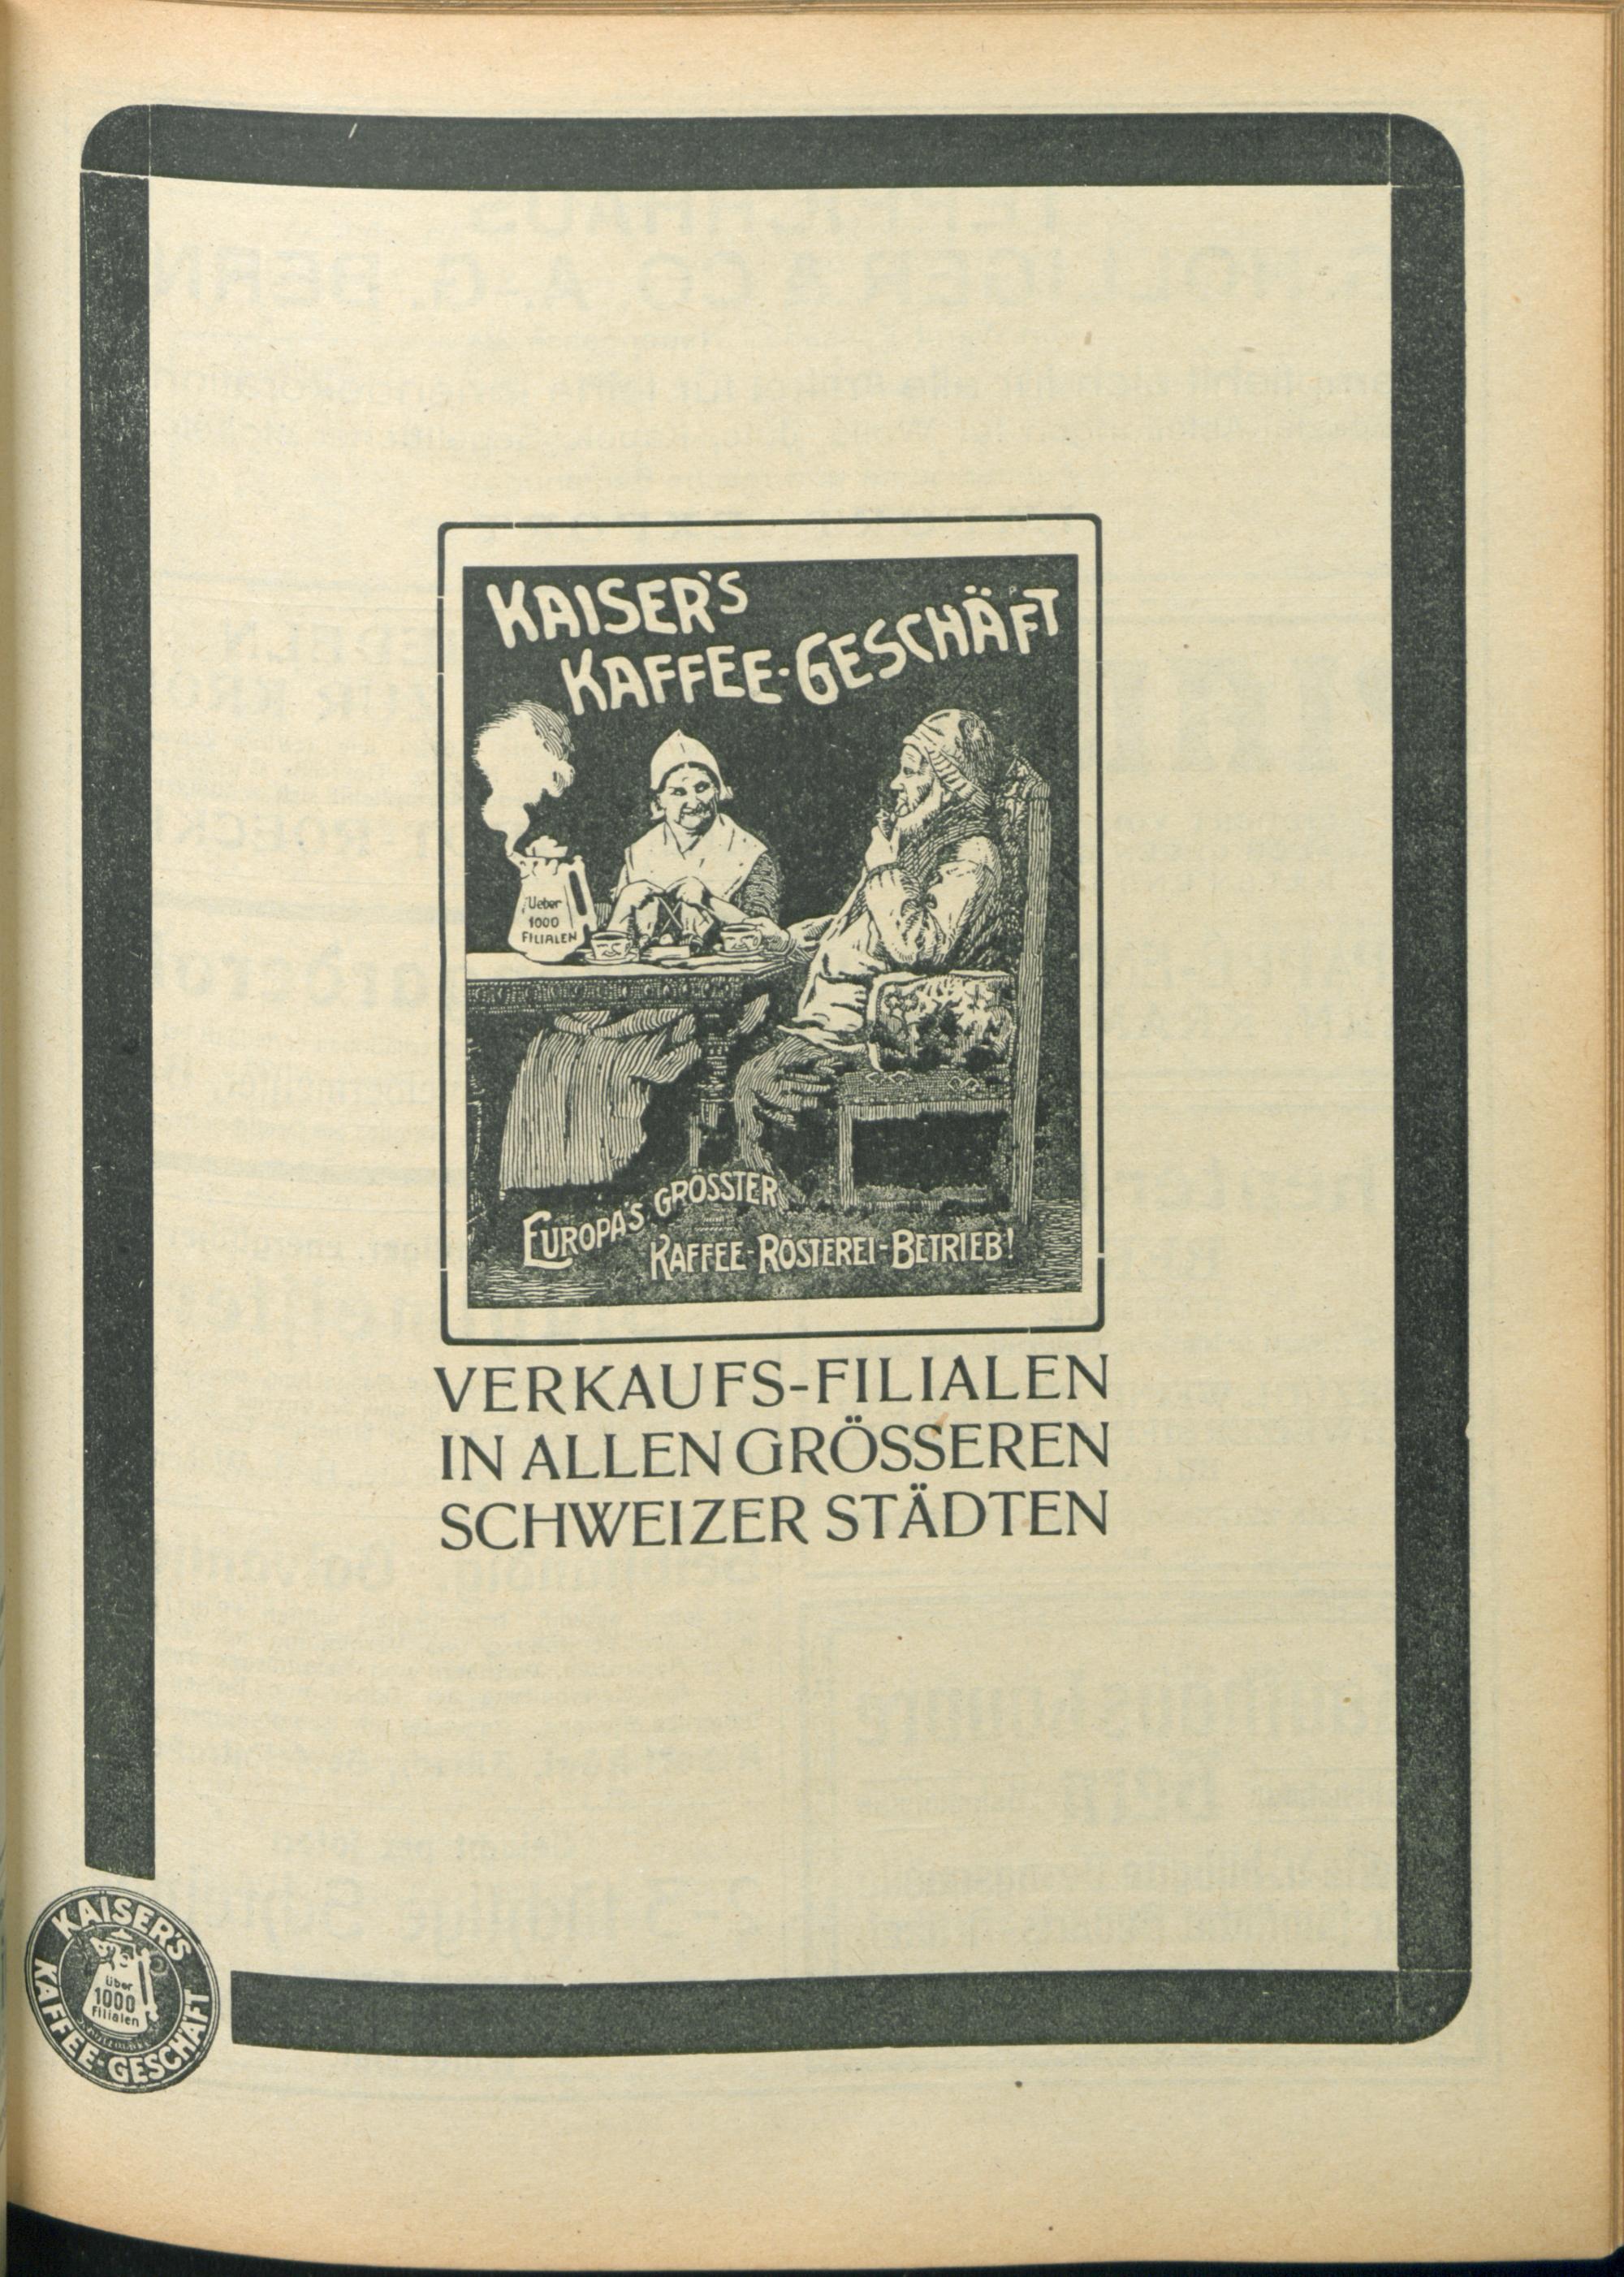 KAISER'S
KAFFEE-GESCHÄFT
Ueber
1000
FILIALEN
EUROPA'S GRÖSSTER
KAFFEE-RÖSTEREI-BETRIEB!
VERKAUFS-FILIALEN
IN ALLEN GRÖSSEREN
SCHWEIZER STÄDTEN
KAISER'S
KAFFEE-GESCHÄFT
über
1000
Filialen